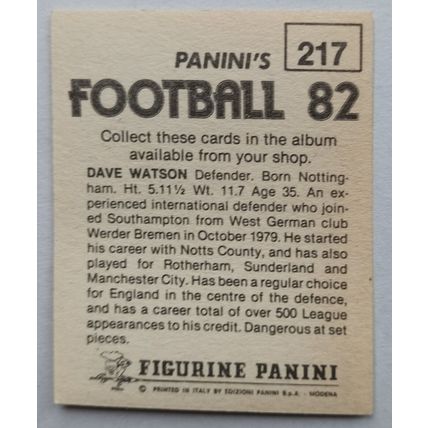 PANINI'S 217
FOOTBALL 82
Collect these cards in the album
available from your shop.
DAVE WATSON Defender. Born Notting-
ham. Ht. 5.11½ Wt. 11.7 Age 35. An ex-
perienced international defender who join-
ed Southampton from West German club
Werder Bremen in October 1979. He started
his career with Notts County, and has also
played for Rotherham, Sunderland and
Manchester City. Has been a regular choice
for England in the centre of the defence,
and has a career total of over 500 League
appearances to his credit. Dangerous at set
pieces.
FIGURINE PANINI
© PRINTED IN ITALY BY EDIZIONI PANINI S.p.A. - MODENA